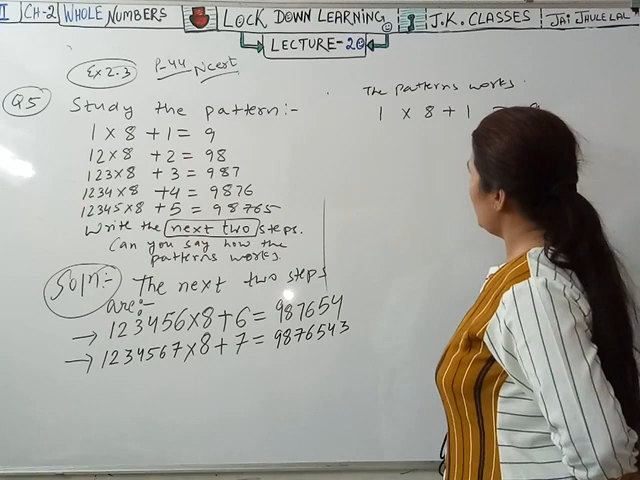 II CH-2 WHOLE NUMBERS LOCK DOWN LEARNING J.K. CLASSES JAI JHULELAL
LECTURE-20
Ex 2.3 P-44 Ncert
Q5 Study the pattern:-
1 x 8 + 1 = 9
12 x 8 + 2 = 98
123 x 8 + 3 = 987
1234 x 8 + 4 = 9876
12345 x 8 + 5 = 98765
Write the next two steps.
Can you say how the
patterns works.
Soln:- The next two steps
are:-
→ 123456 x 8 + 6 = 987654
→ 1234567 x 8 + 7 = 9876543
The patterns works.
1 x 8 + 1 = 9